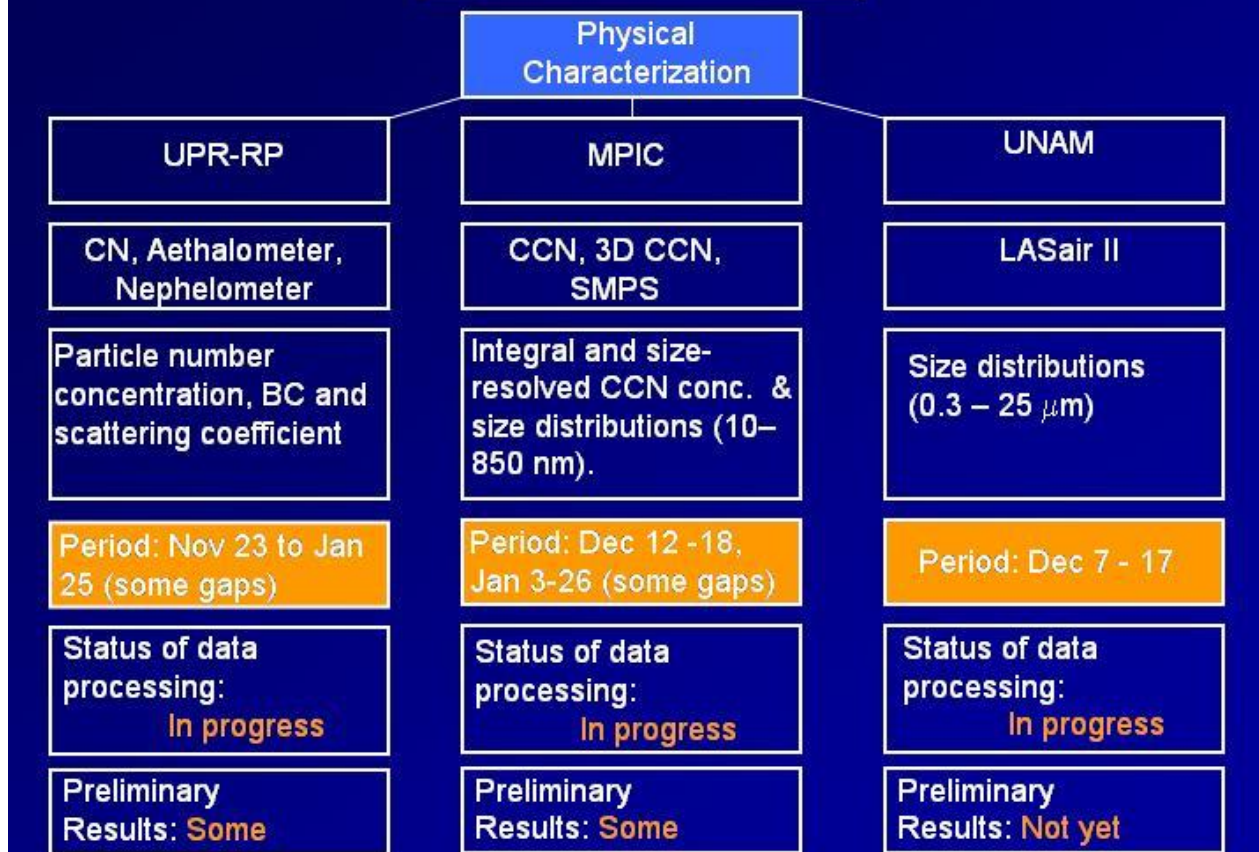 Physical
Characterization
UPR-RP
CN, Aethalometer,
Nephelometer
Particle number
concentration, BC and
scattering coefficient
Period: Nov 23 to Jan
25 (some gaps)
Status of data
processing:
In progress
Preliminary
Results: Some
MPIC
CCN, 3D CCN,
SMPS
Integral and size-
resolved CCN conc. &
size distributions (10–
850 nm).
Period: Dec 12 -18,
Jan 3-26 (some gaps)
Status of data
processing:
In progress
Preliminary
Results: Some
UNAM
LASair II
Size distributions
(0.3 – 25 μm)
Period: Dec 7 - 17
Status of data
processing:
In progress
Preliminary
Results: Not yet